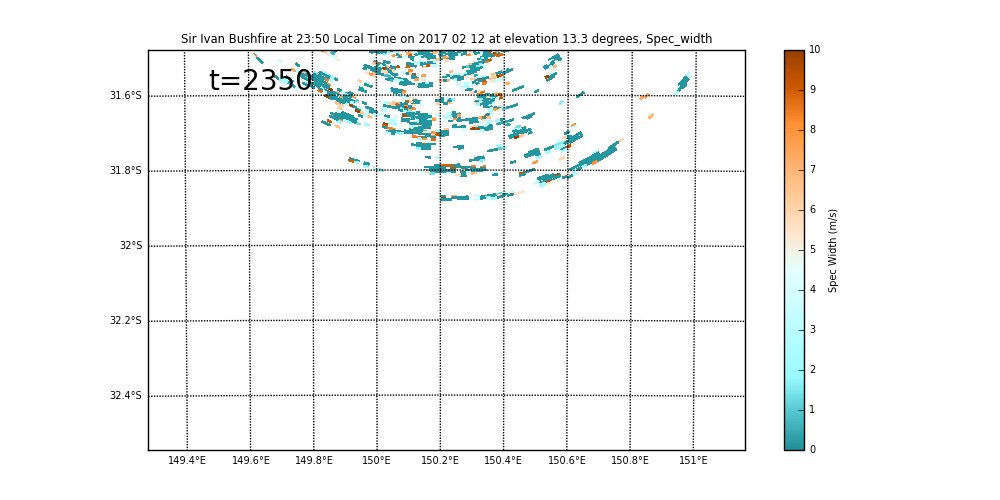 Sir Ivan Bushfire at 23:50 Local Time on 2017 02 12 at elevation 13.3 degrees, Spec_width
t=2350
31.6°S
31.8°S
32°S
32.2°S
32.4°S
149.4°E 149.6°E 149.8°E 150°E 150.2°E 150.4°E 150.6°E 150.8°E 151°E
10
9
8
7
6
5
4
3
2
1
0
Spec Width (m/s)